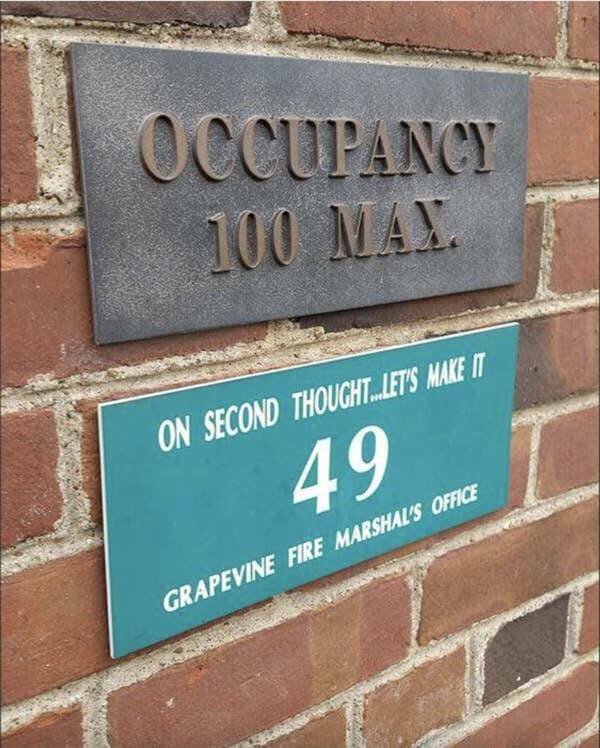 OCCUPANCY
100 MAX.
ON SECOND THOUGHT...LET'S MAKE IT
49
GRAPEVINE FIRE MARSHAL'S OFFICE